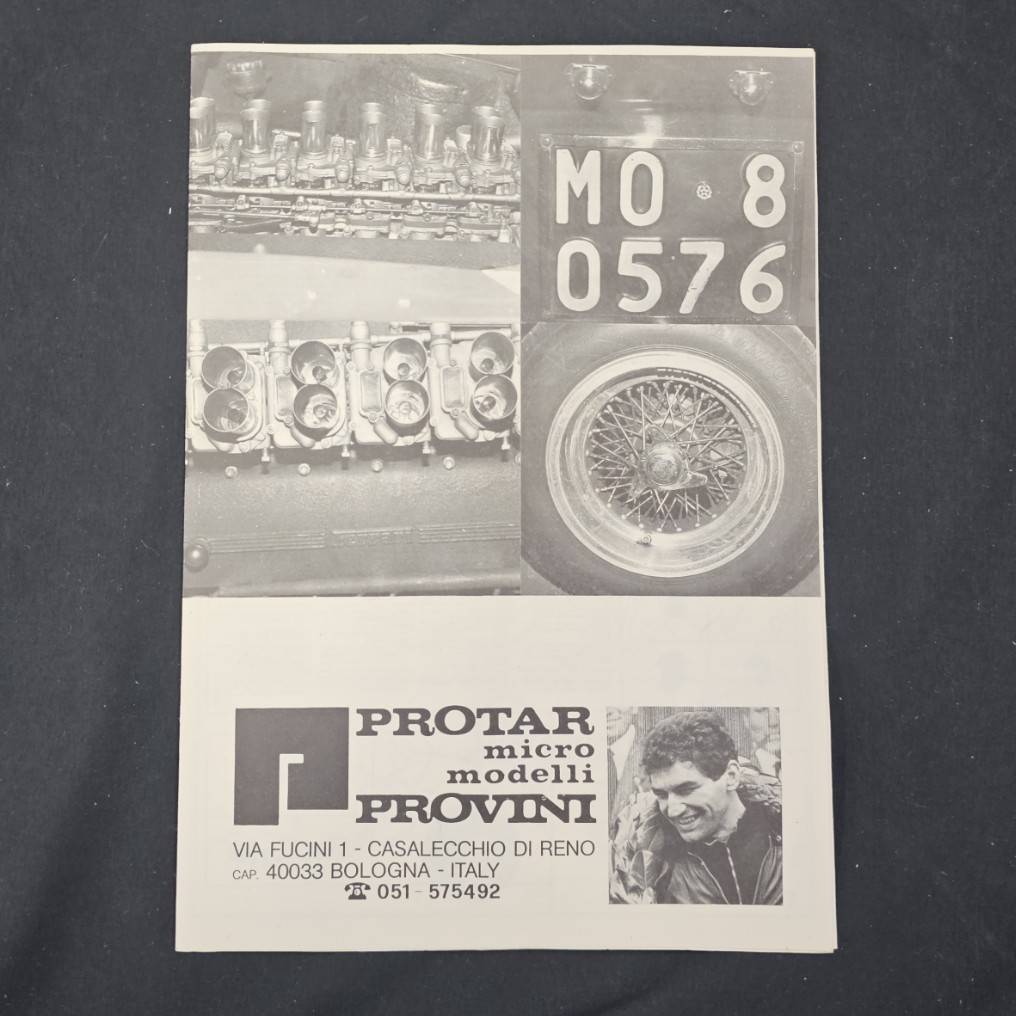 MO 8
0576
PROTAR
micro
modelli
PROVINI
VIA FUCINI 1 - CASALECCHIO DI RENO
CAP. 40033 BOLOGNA - ITALY
☎ 051 - 575492